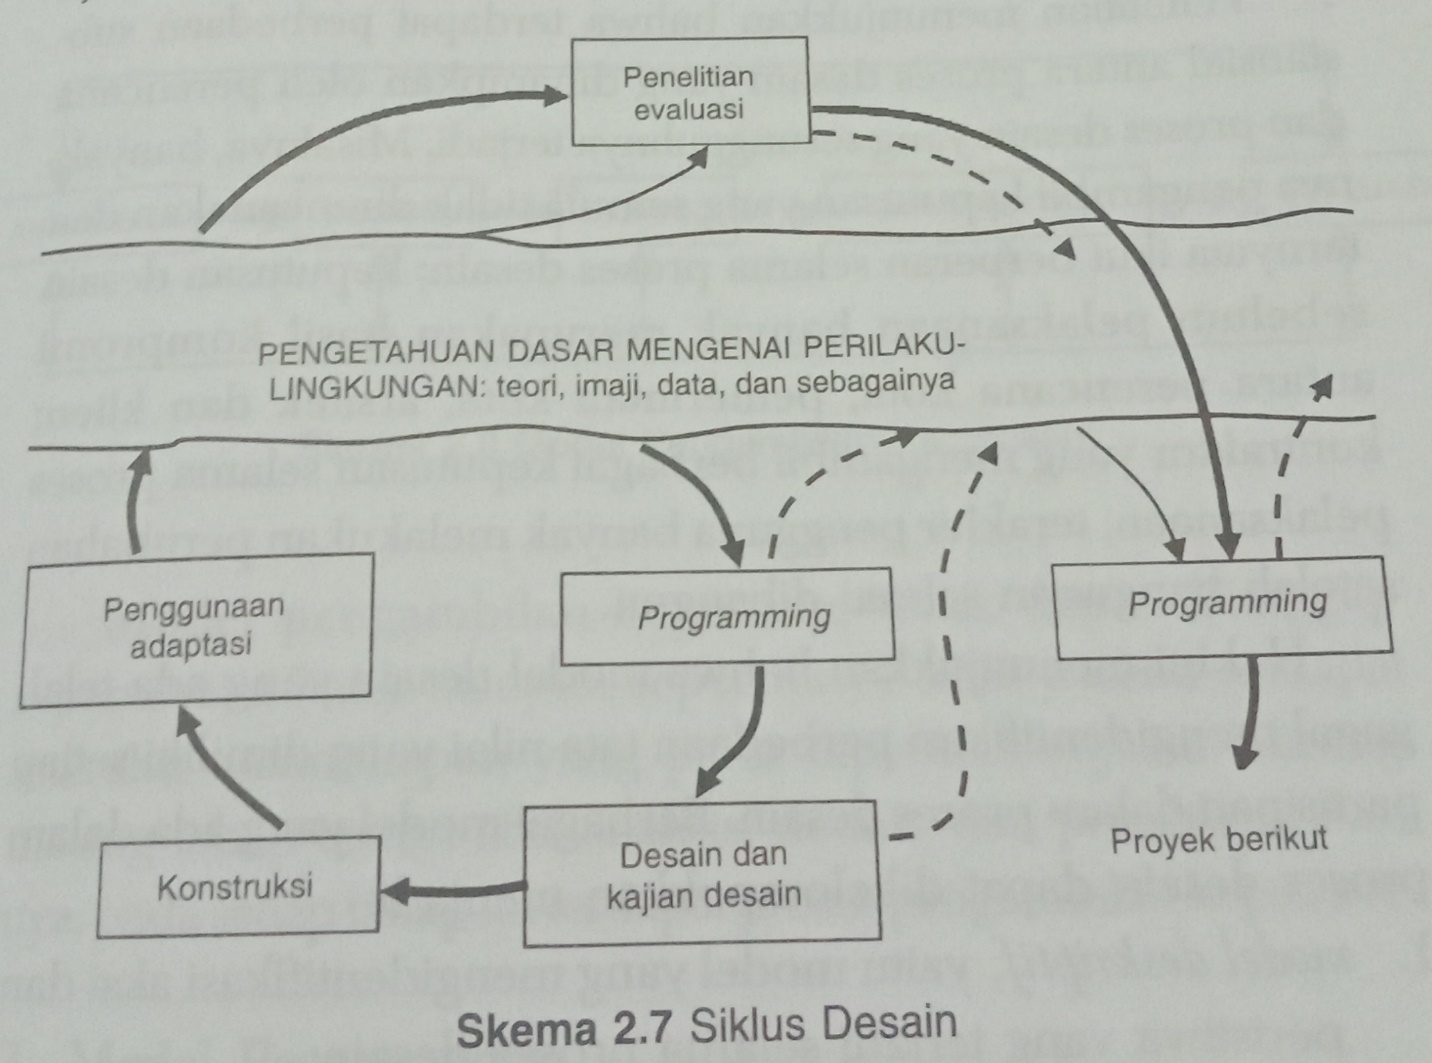 Penelitian
evaluasi
PENGETAHUAN DASAR MENGENAI PERILAKU-
LINGKUNGAN: teori, imaji, data, dan sebagainya
Penggunaan
adaptasi
Programming
Programming
Desain dan
kajian desain
Konstruksi
Proyek berikut
Skema 2.7 Siklus Desain